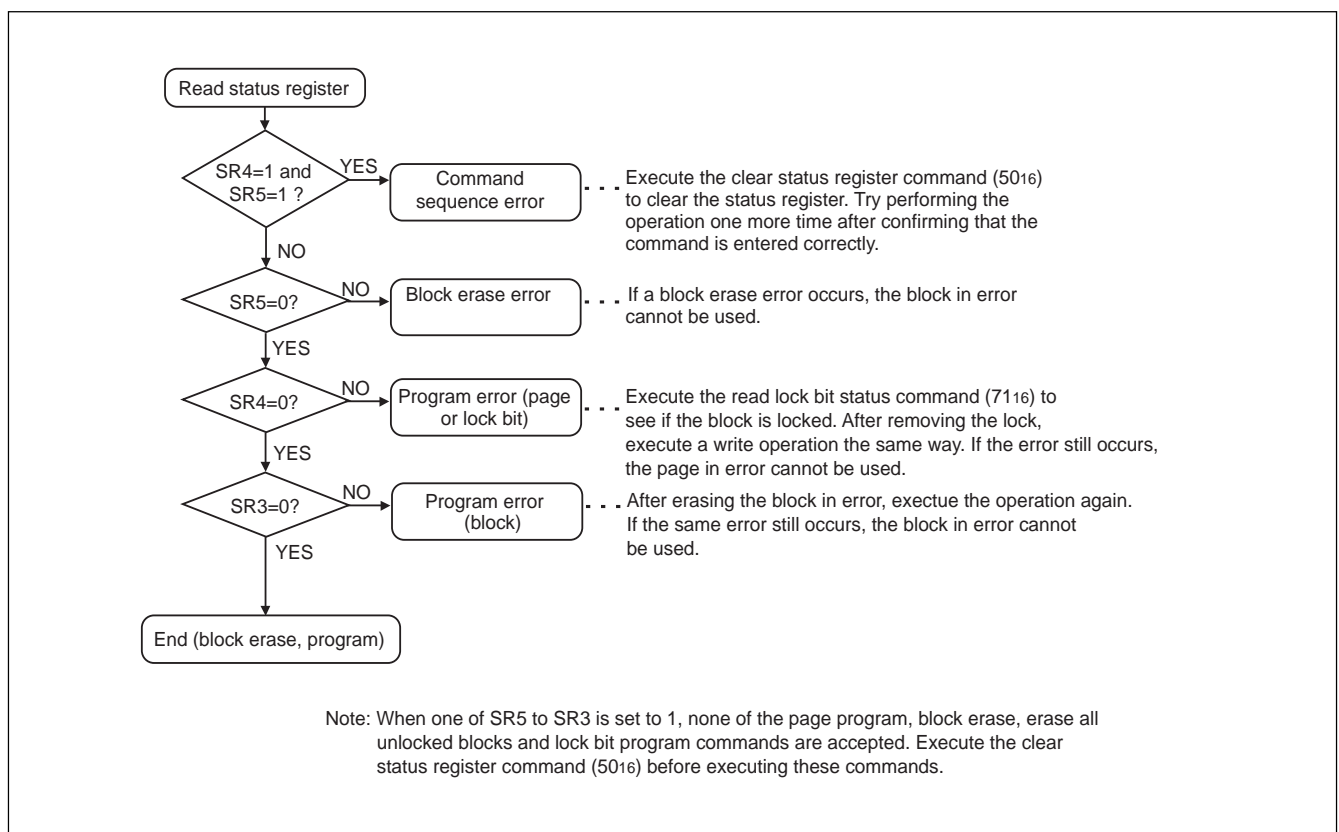 Read status register
SR4=1 and
SR5=1 ?
YES
Command
sequence error
Execute the clear status register command (5016)
to clear the status register. Try performing the
operation one more time after confirming that the
command is entered correctly.
NO
SR5=0?
NO
Block erase error
If a block erase error occurs, the block in error
cannot be used.
YES
SR4=0?
NO
Program error (page
or lock bit)
Execute the read lock bit status command (7116) to
see if the block is locked. After removing the lock,
execute a write operation the same way. If the error still occurs,
the page in error cannot be used.
YES
SR3=0?
NO
Program error
(block)
After erasing the block in error, exectue the operation again.
If the same error still occurs, the block in error cannot
be used.
YES
End (block erase, program)
Note: When one of SR5 to SR3 is set to 1, none of the page program, block erase, erase all
unlocked blocks and lock bit program commands are accepted. Execute the clear
status register command (5016) before executing these commands.